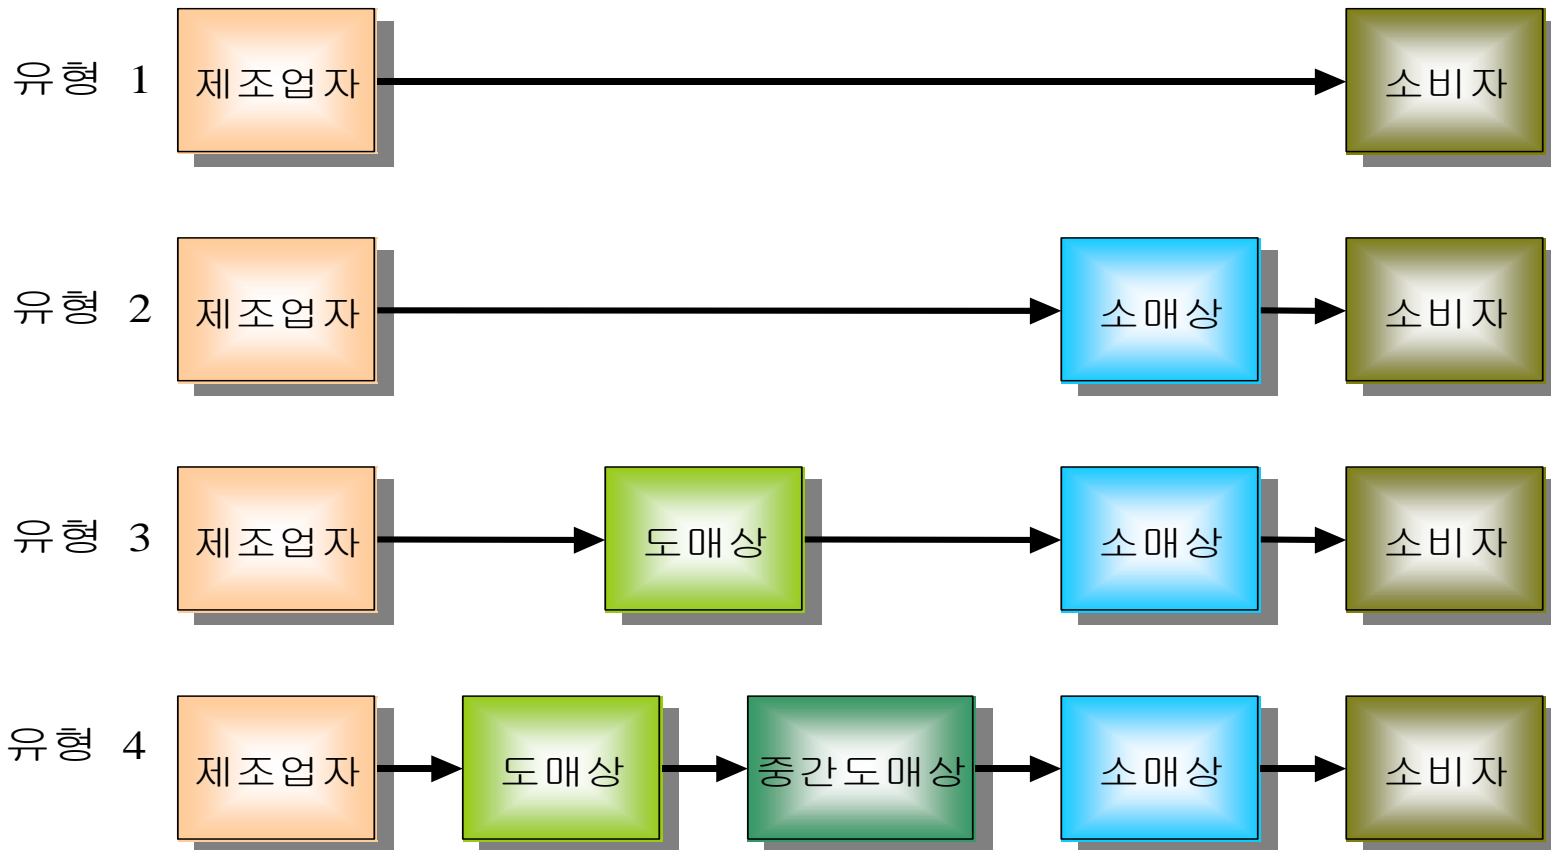 유형 1 제조업자 소비자
유형 2 제조업자 소매상 소비자
유형 3 제조업자 도매상 소매상 소비자
유형 4 제조업자 도매상 중간도매상 소매상 소비자